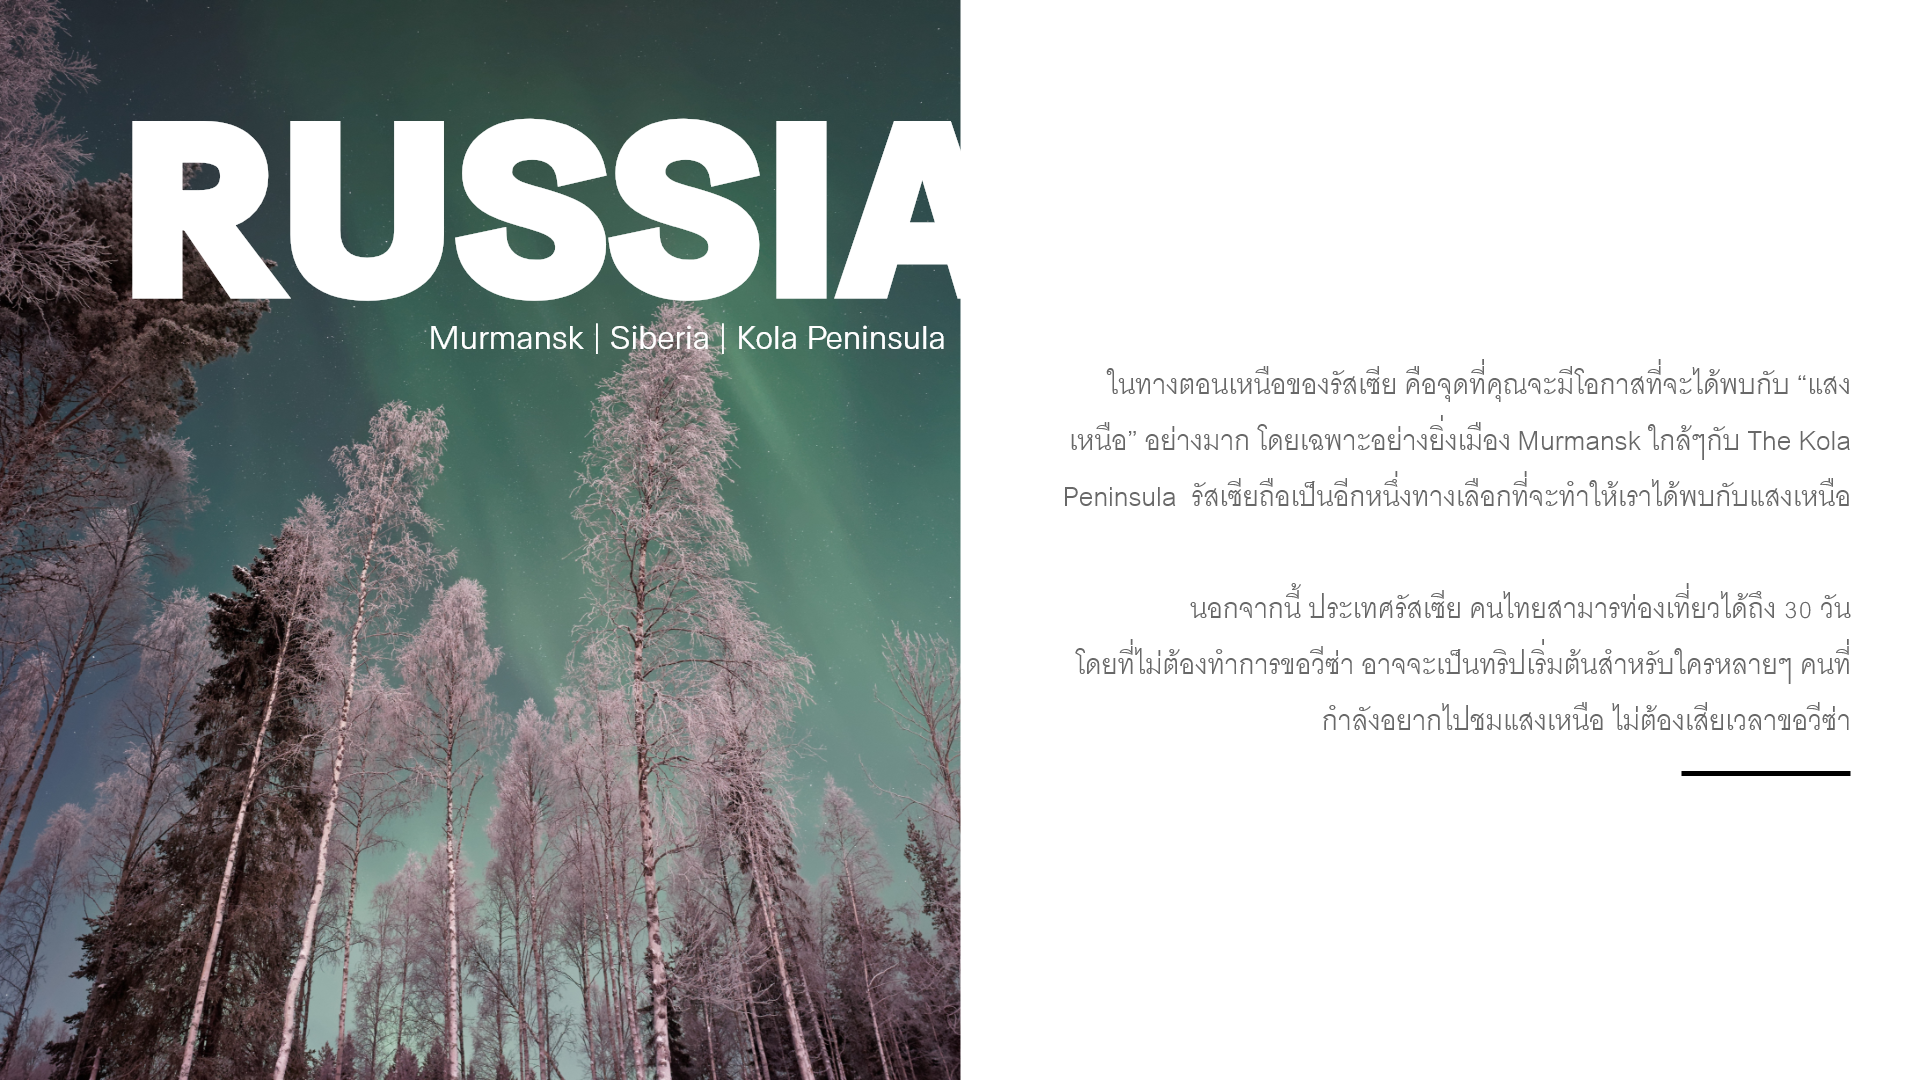 RUSSIA
Murmansk | Siberia | Kola Peninsula
ในทางตอนเหนือของรัสเซีย คือจุดที่คุณจะมีโอกาสที่จะได้พบกับ “แสง
เหนือ” อย่างมาก โดยเฉพาะอย่างยิ่งเมือง Murmansk ใกล้ๆกับ The Kola
Peninsula  รัสเซียถือเป็นอีกหนึ่งทางเลือกที่จะทำให้เราได้พบกับแสงเหนือ
นอกจากนี้ ประเทศรัสเซีย คนไทยสามารท่องเที่ยวได้ถึง 30 วัน
โดยที่ไม่ต้องทำการขอวีซ่า อาจจะเป็นทริปเริ่มต้นสำหรับใครหลายๆ คนที่
กำลังอยากไปชมแสงเหนือ ไม่ต้องเสียเวลาขอวีซ่า